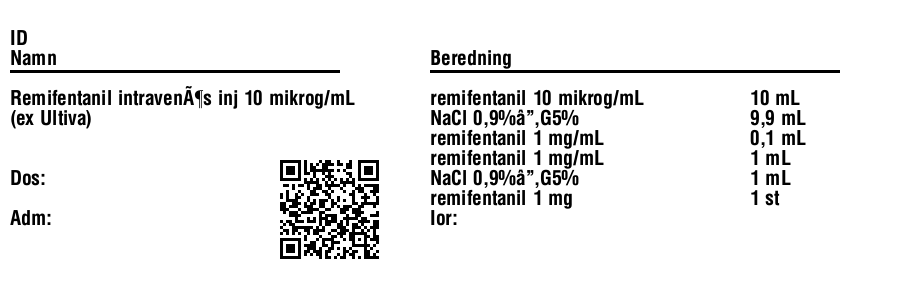 ID
Namn
Beredning
Remifentanil intravenÃ¶s inj 10 mikrog/mL
(ex Ultiva)
Dos:
Adm:
remifentanil 10 mikrog/mL 10 mL
NaCl 0,9%â”‚G5% 9,9 mL
remifentanil 1 mg/mL 0,1 mL
remifentanil 1 mg/mL 1 mL
NaCl 0,9%â”‚G5% 1 mL
remifentanil 1 mg 1 st
Ior: